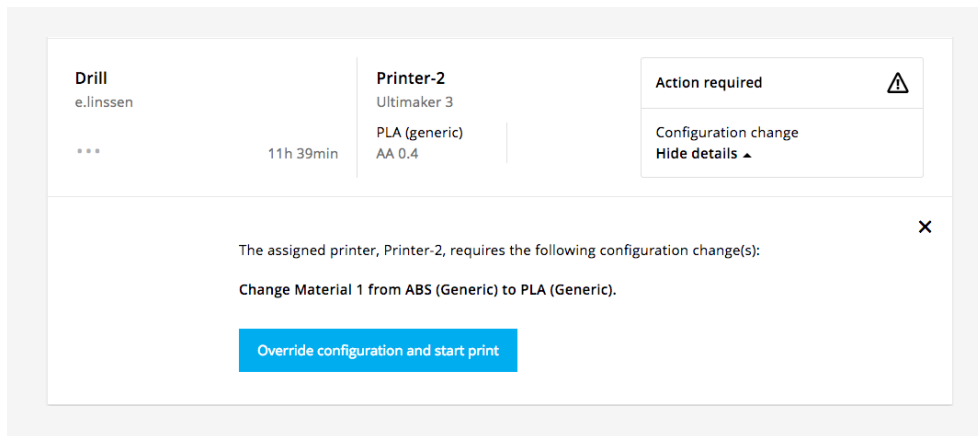 Drill
e.linssen
11h 39min
Printer-2
Ultimaker 3
PLA (generic)
AA 0.4
Action required
Configuration change
Hide details
The assigned printer, Printer-2, requires the following configuration change(s):
Change Material 1 from ABS (Generic) to PLA (Generic).
Override configuration and start print